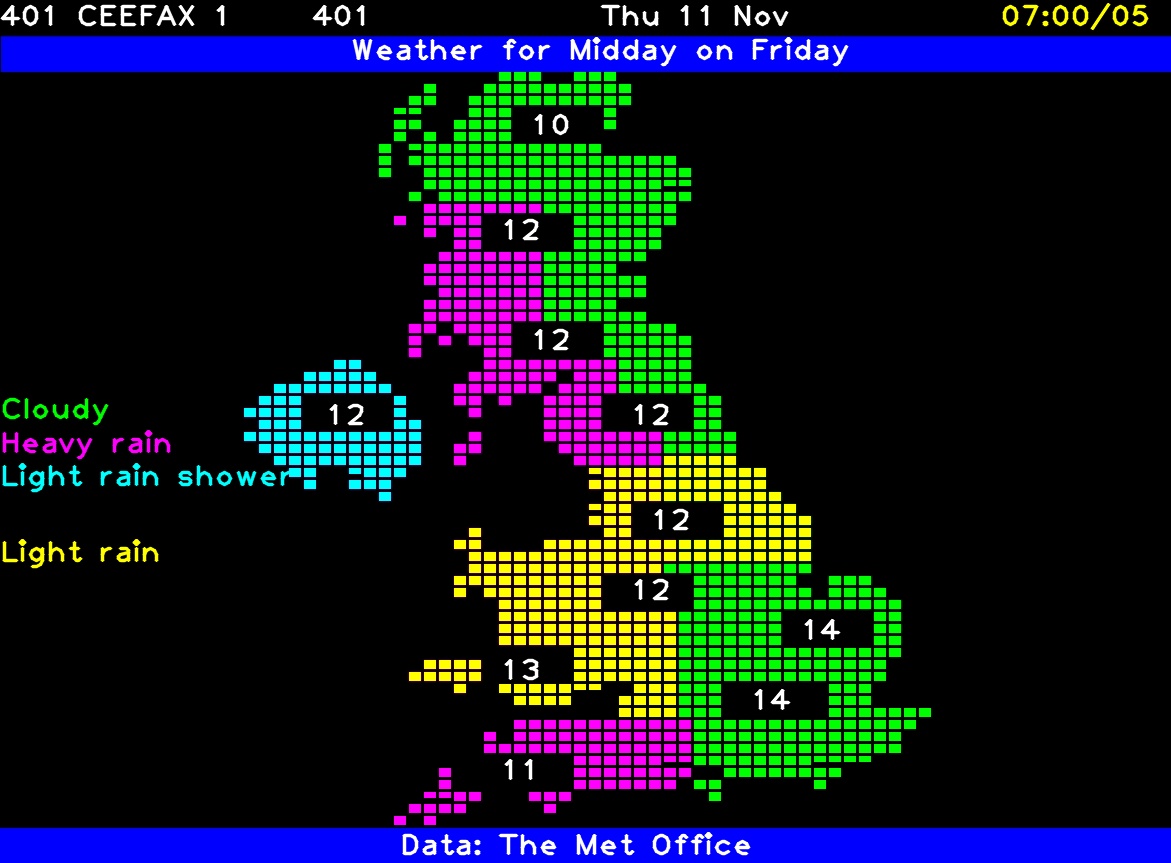 401 CEEFAX 1 401 Thu 11 Nov 07:00/05
Weather for Midday on Friday
10
12
12
Cloudy 12 12
Heavy rain
Light rain shower
12
Light rain
12
14
13
14
11
Data: The Met Office